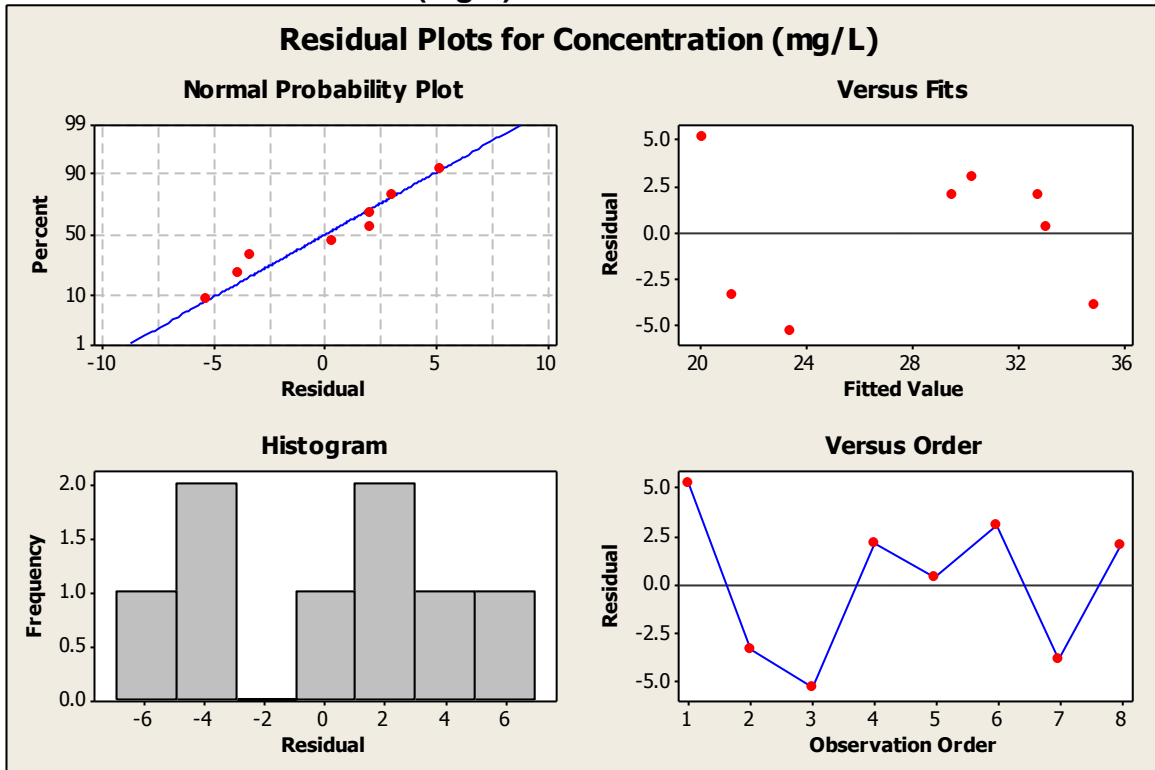 Residual Plots for Concentration (mg/L)
Normal Probability Plot
99
90
50
10
1
Percent
-10 -5 0 5 10
Residual
Versus Fits
5.0
2.5
0.0
-2.5
-5.0
Residual
20 24 28 32 36
Fitted Value
Histogram
2.0
1.5
1.0
0.5
0.0
Frequency
-6 -4 -2 0 2 4 6
Residual
Versus Order
5.0
2.5
0.0
-2.5
-5.0
Residual
1 2 3 4 5 6 7 8
Observation Order